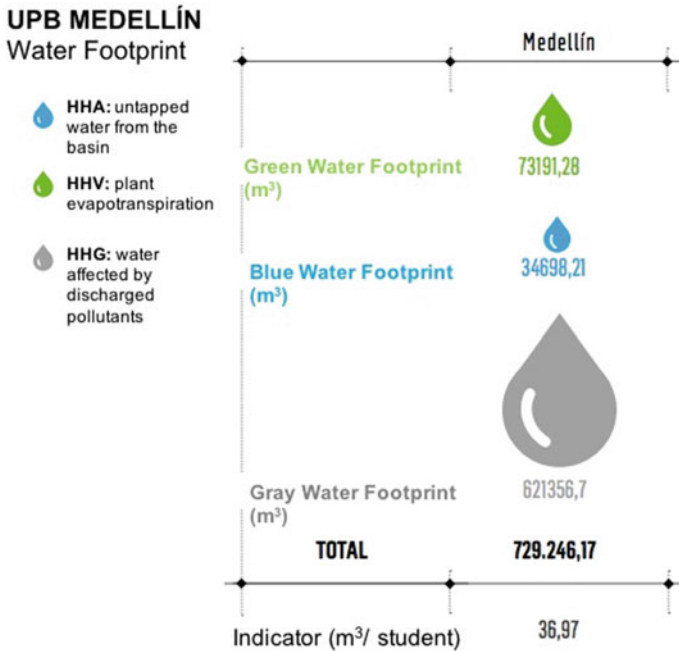 UPB MEDELLÍN
Water Footprint
HHA: untapped
water from the
basin
HHV: plant
evapotranspiration
HHG: water
affected by
discharged
pollutants
Medellín
Green Water Footprint
(m³)
73191,28
Blue Water Footprint
(m³)
34698,21
Gray Water Footprint
(m³)
621356,7
TOTAL
729.246,17
Indicator (m³/ student)
36,97